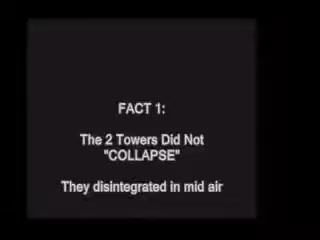 FACT 1:
The 2 Towers Did Not
"COLLAPSE"
They disintegrated in mid air